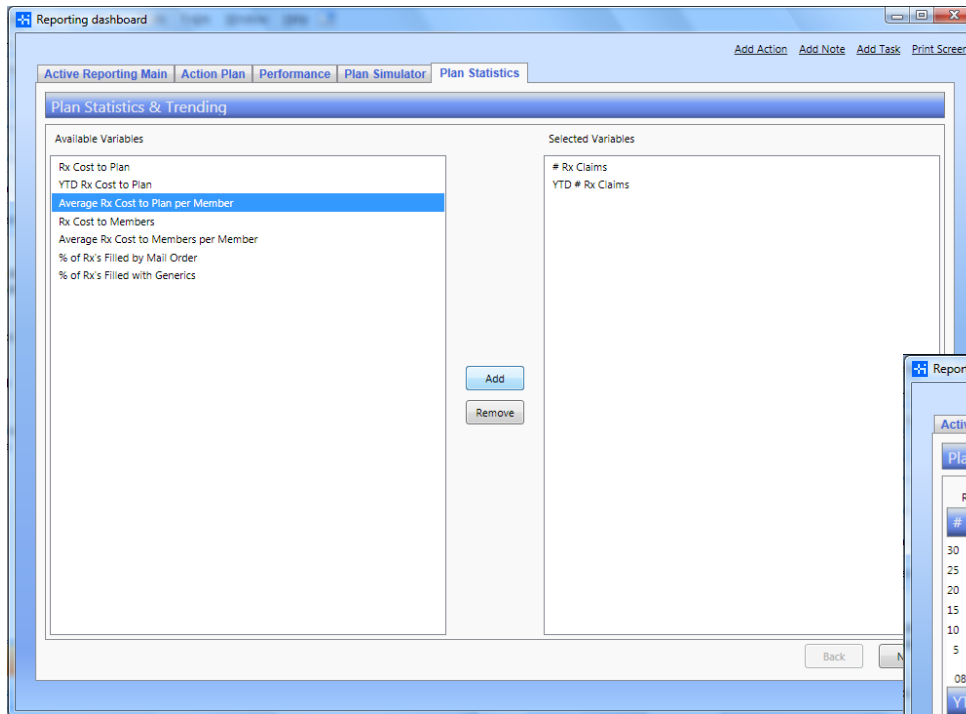 Reporting dashboard
Add Action Add Note Add Task Print Screen
Active Reporting Main Action Plan Performance Plan Simulator Plan Statistics
Plan Statistics & Trending
Available Variables
Selected Variables
Rx Cost to Plan
YTD Rx Cost to Plan
Average Rx Cost to Plan per Member
Rx Cost to Members
Average Rx Cost to Members per Member
% of Rx's Filled by Mail Order
% of Rx's Filled with Generics
# Rx Claims
YTD # Rx Claims
Add
Remove
Back
N
Repor
Activ
Pla
R
#
30
25
20
15
10
5
08
YT